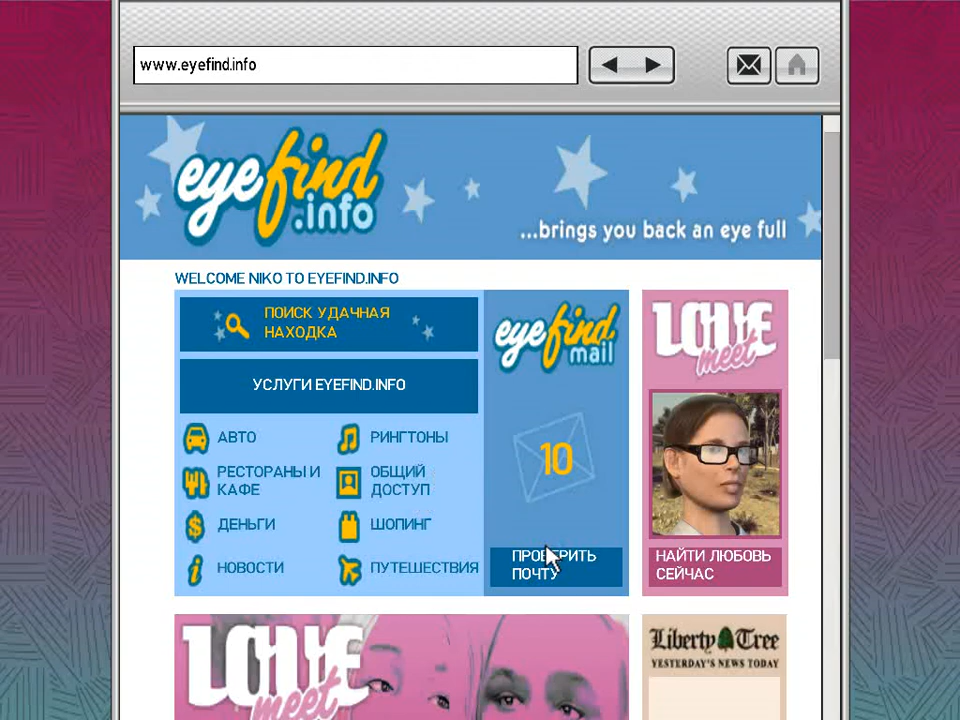 www.eyefind.info
eyefind
.info
...brings you back an eye full
WELCOME NIKO TO EYEFIND.INFO
ПОИСК УДАЧНАЯ
НАХОДКА
УСЛУГИ EYEFIND.INFO
АВТО
РИНГТОНЫ
РЕСТОРАНЫ И
КАФЕ
ОБЩИЙ
ДОСТУП
ДЕНЬГИ
ШОПИНГ
НОВОСТИ
ПУТЕШЕСТВИЯ
eyefind
mail
10
ПРОВЕРИТЬ
ПОЧТУ
LOVE
meet
НАЙТИ ЛЮБОВЬ
СЕЙЧАС
LOVE
meet
Liberty Tree
YESTERDAY'S NEWS TODAY